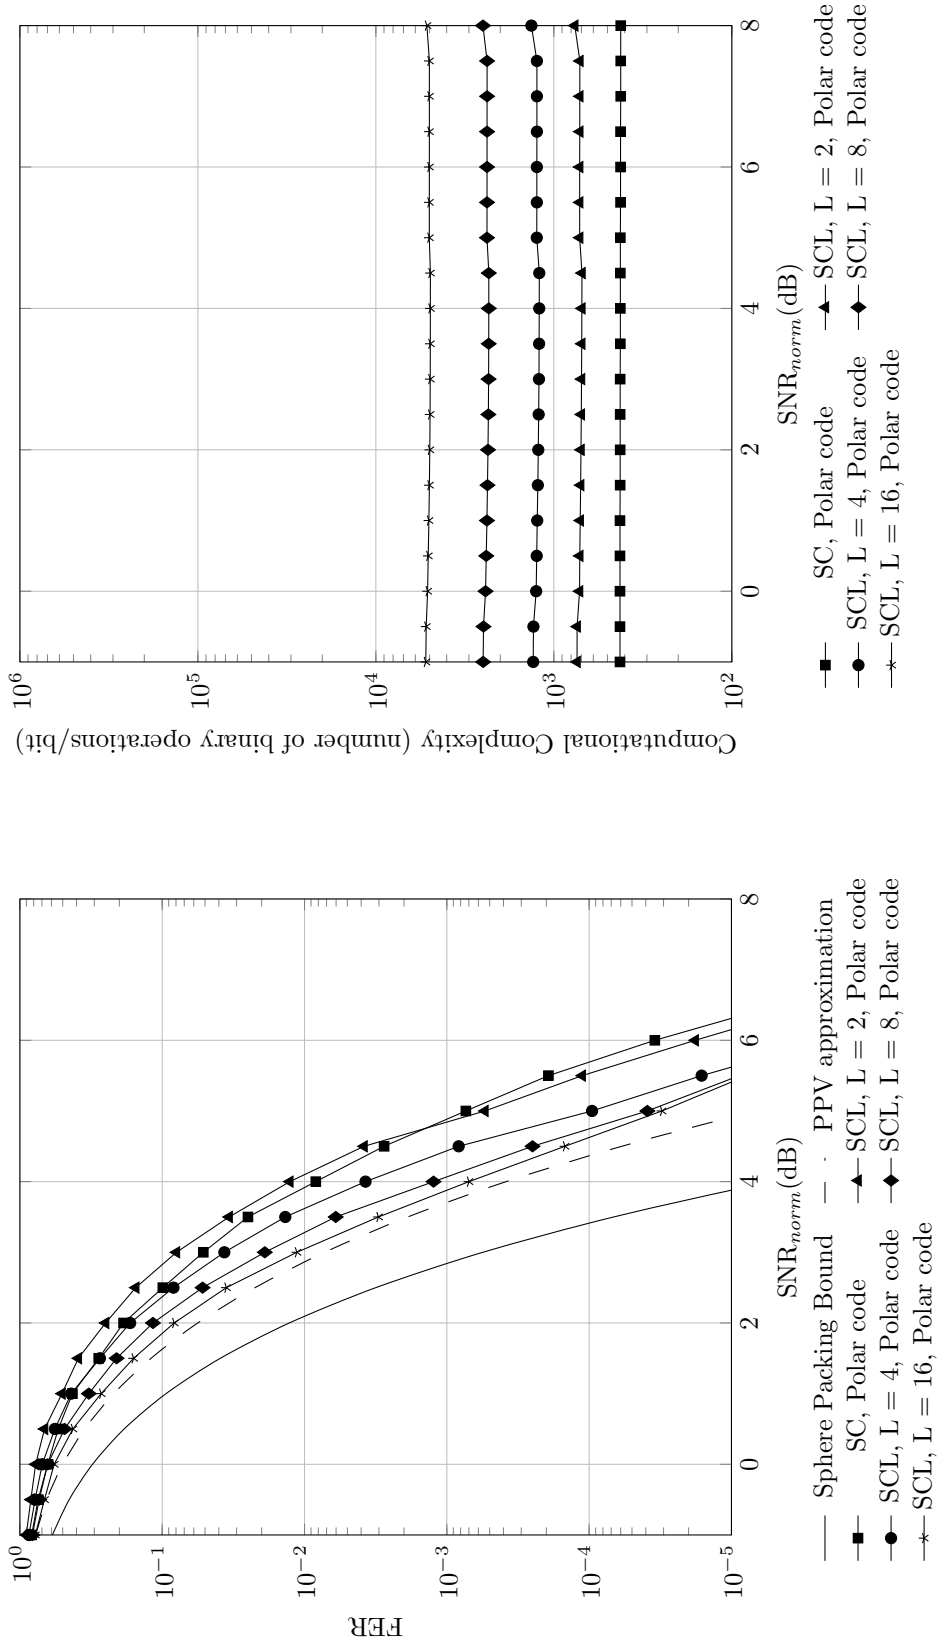 10^0
10^{-1}
10^{-2}
10^{-3}
10^{-4}
10^{-5}
FER
0
2
4
6
8
SNR_{norm}(dB)
Sphere Packing Bound
PPV approximation
SC, Polar code
SCL, L = 2, Polar code
SCL, L = 4, Polar code
SCL, L = 8, Polar code
SCL, L = 16, Polar code
10^6
10^5
10^4
10^3
10^2
Computational Complexity (number of binary operations/bit)
0
2
4
6
8
SNR_{norm}(dB)
SC, Polar code
SCL, L = 2, Polar code
SCL, L = 4, Polar code
SCL, L = 8, Polar code
SCL, L = 16, Polar code